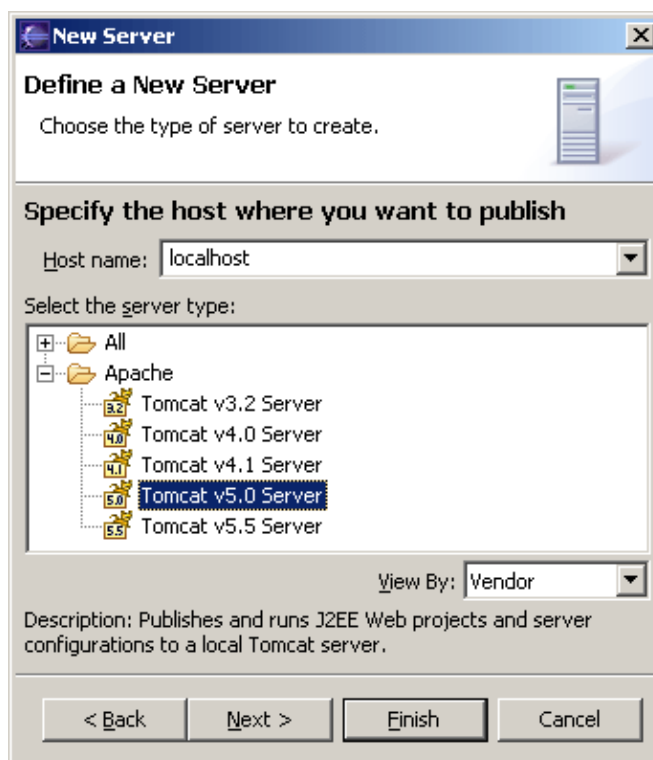 New Server
Define a New Server
Choose the type of server to create.
Specify the host where you want to publish
Host name: localhost
Select the server type:
All
Apache
3.2 Tomcat v3.2 Server
4.0 Tomcat v4.0 Server
4.1 Tomcat v4.1 Server
5.0 Tomcat v5.0 Server
5.5 Tomcat v5.5 Server
View By: Vendor
Description: Publishes and runs J2EE Web projects and server
configurations to a local Tomcat server.
< Back Next > Finish Cancel